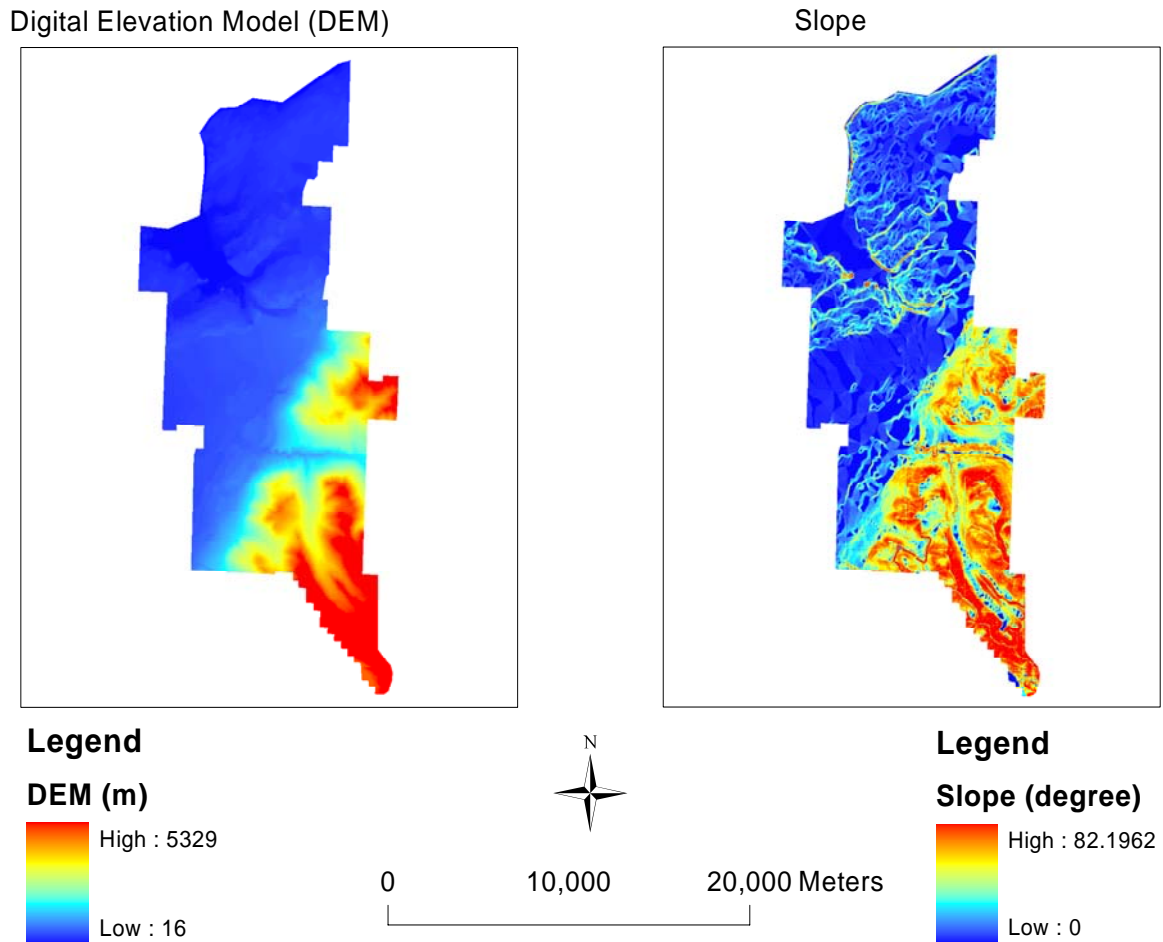 Digital Elevation Model (DEM)
Slope
Legend
DEM (m)
High : 5329
Low : 16
N
0 10,000 20,000 Meters
Legend
Slope (degree)
High : 82.1962
Low : 0